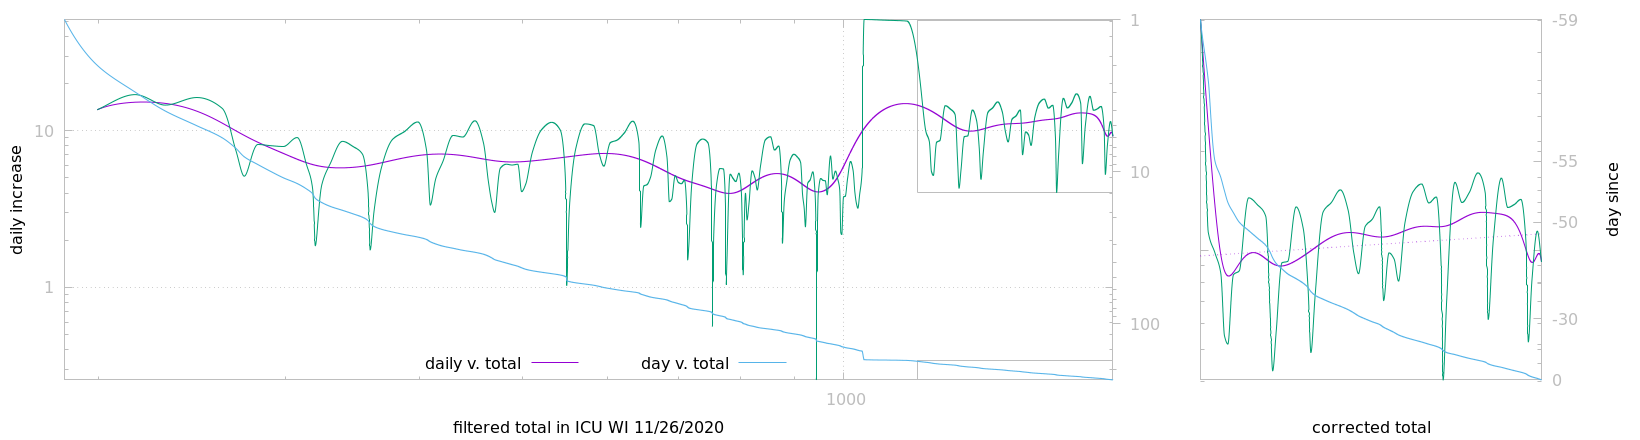 daily increase
10
1
daily v. total
day v. total
1000
filtered total in ICU WI 11/26/2020
1
10
100
-59
-55
-50
-30
0
day since
corrected total